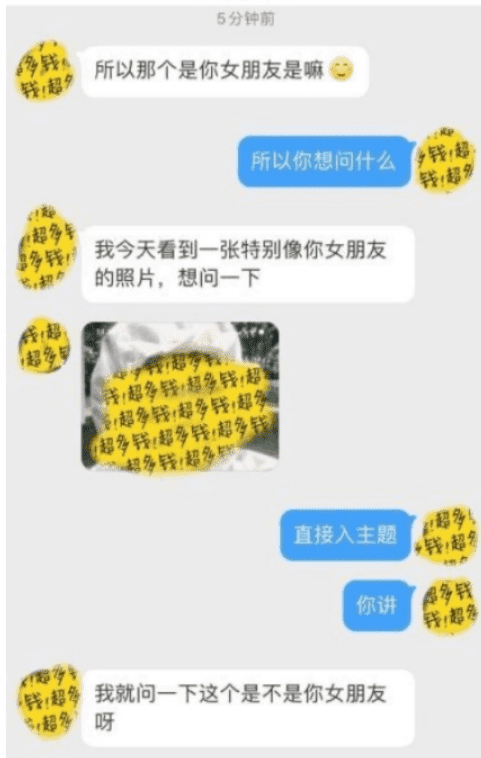 5分钟前
所以那个是你女朋友是嘛
所以你想问什么
我今天看到一张特别像你女朋友
的照片，想问一下
直接入主题
你讲
我就问一下这个是不是你女朋友
呀